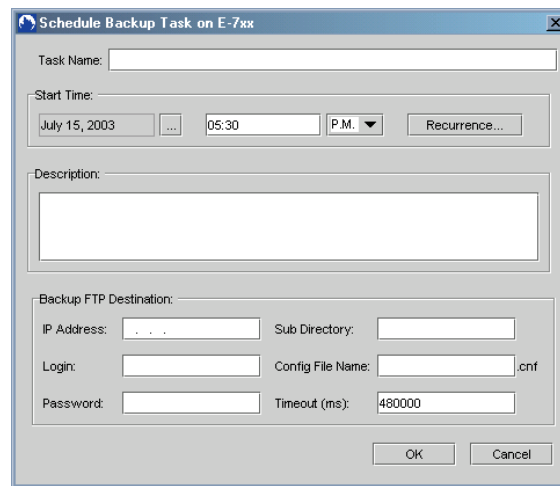 Schedule Backup Task on E-7xx
Task Name:
Start Time:
July 15, 2003 ... 05:30 P.M. Recurrence...
Description:
Backup FTP Destination:
IP Address: . . . Sub Directory:
Login: Config File Name: .cnf
Password: Timeout (ms): 480000
OK Cancel